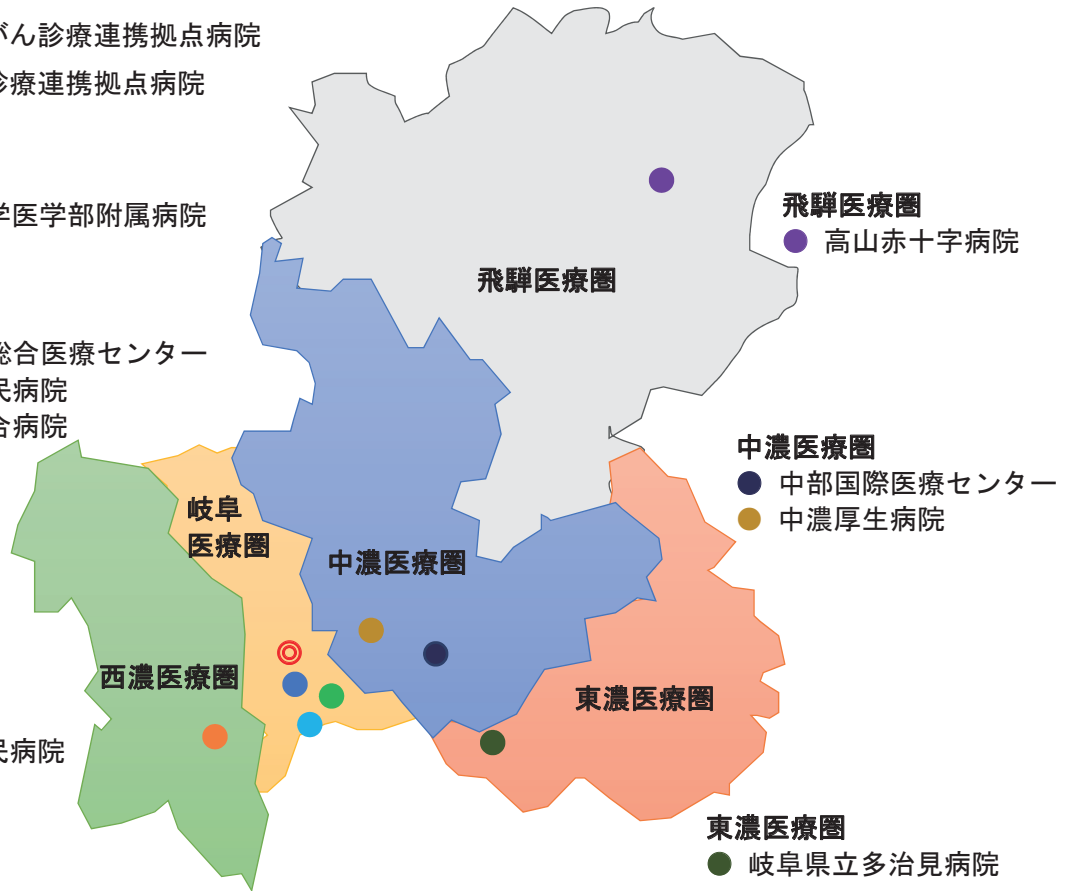 がん診療連携拠点病院
診療連携拠点病院
学医学部附属病院
総合医療センター
民病院
合病院
民病院
飛騨医療圏
高山赤十字病院
飛騨医療圏
中濃医療圏
中部国際医療センター
中濃厚生病院
岐阜
医療圏
中濃医療圏
西濃医療圏
東濃医療圏
東濃医療圏
岐阜県立多治見病院